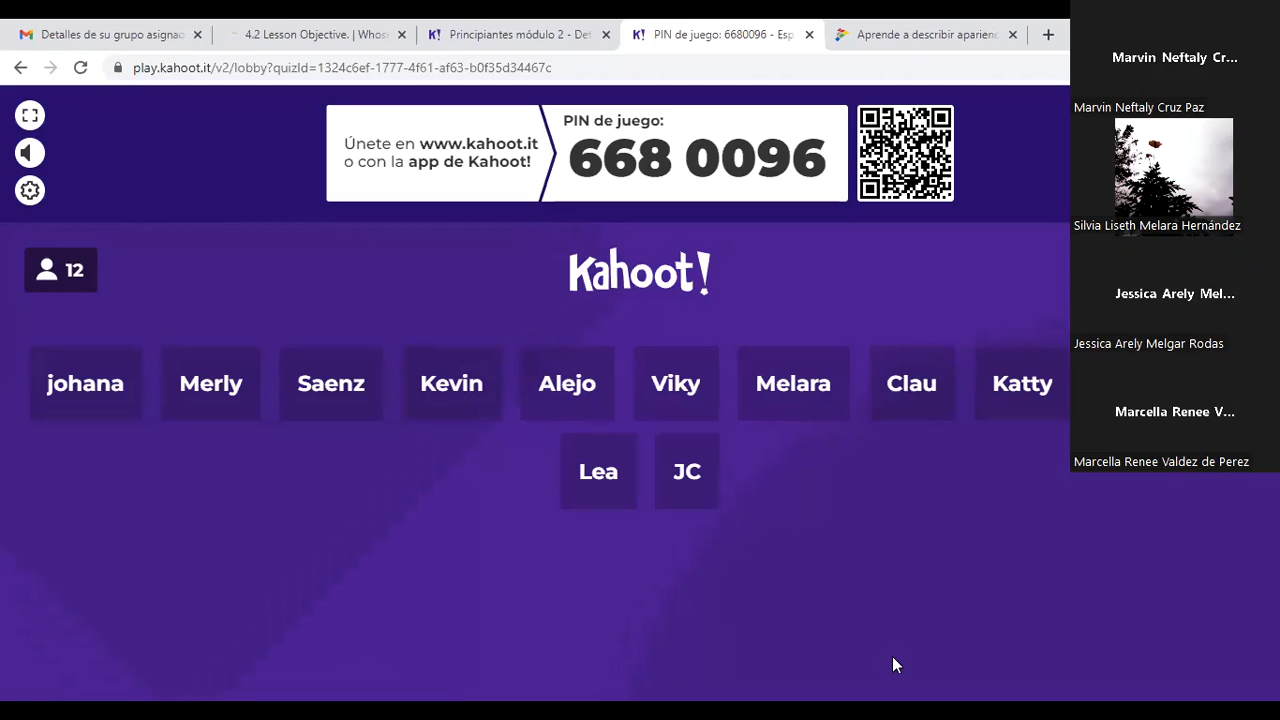 Detalles de su grupo asignac
4.2 Lesson Objective. | Whos
K! Principiantes módulo 2 - Det
K! PIN de juego: 6680096 - Esp
Aprende a describir aparienc
play.kahoot.it/v2/lobby?quizId=1324c6ef-1777-4f61-af63-b0f35d34467c
Únete en www.kahoot.it
o con la app de Kahoot!
PIN de juego:
668 0096
12
Kahoot!
johana
Merly
Saenz
Kevin
Alejo
Viky
Melara
Clau
Katty
Lea
JC
Marvin Neftaly Cr...
Marvin Neftaly Cruz Paz
Silvia Liseth Melara Hernández
Jessica Arely Mel...
Jessica Arely Melgar Rodas
Marcella Renee V...
Marcella Renee Valdez de Perez